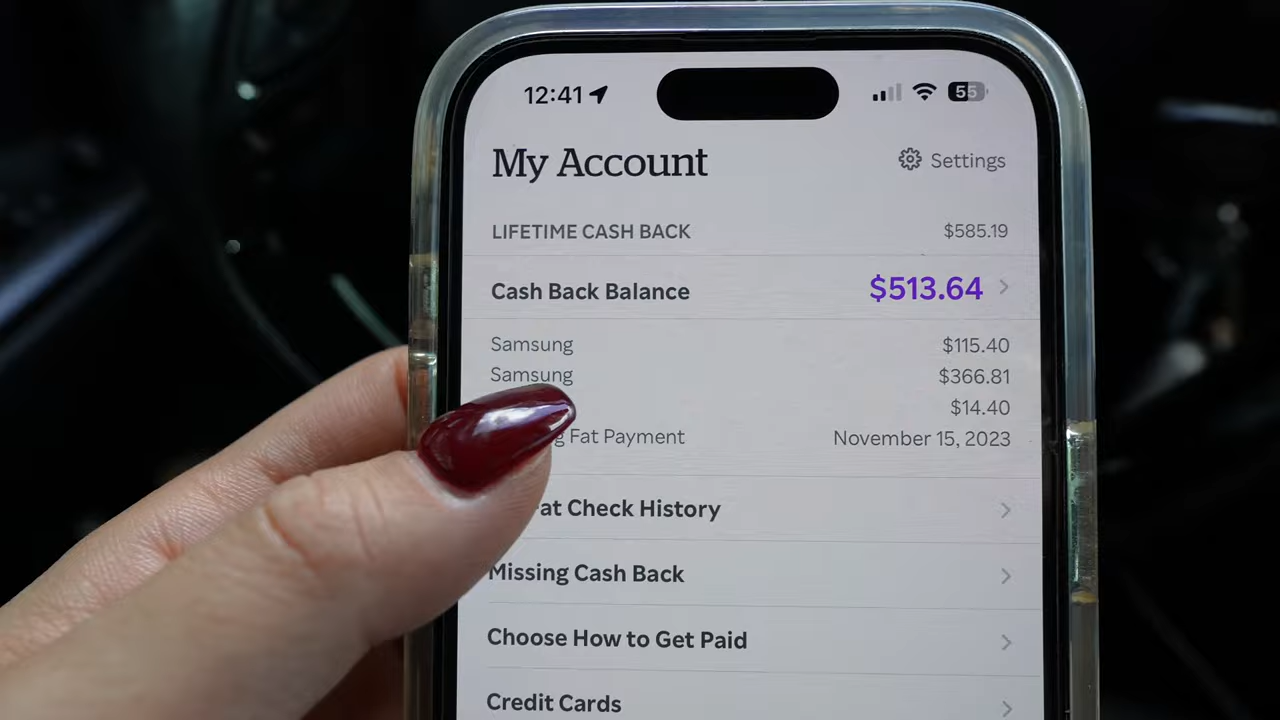 12:41
55
My Account
Settings
LIFETIME CASH BACK $585.19
Cash Back Balance $513.64
Samsung $115.40
Samsung $366.81
$14.40
Fat Payment November 15, 2023
Check History
Missing Cash Back
Choose How to Get Paid
Credit Cards